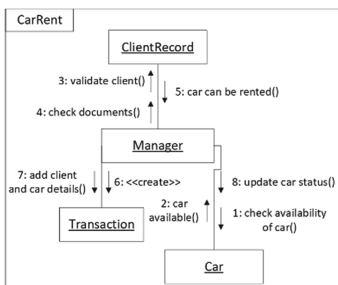 CarRent
ClientRecord
3: validate client()
5: car can be rented()
4: check documents()
Manager
7: add client
and car details()
6: <<create>>
8: update car status()
2: car
available()
1: check availability
of car()
Transaction
Car